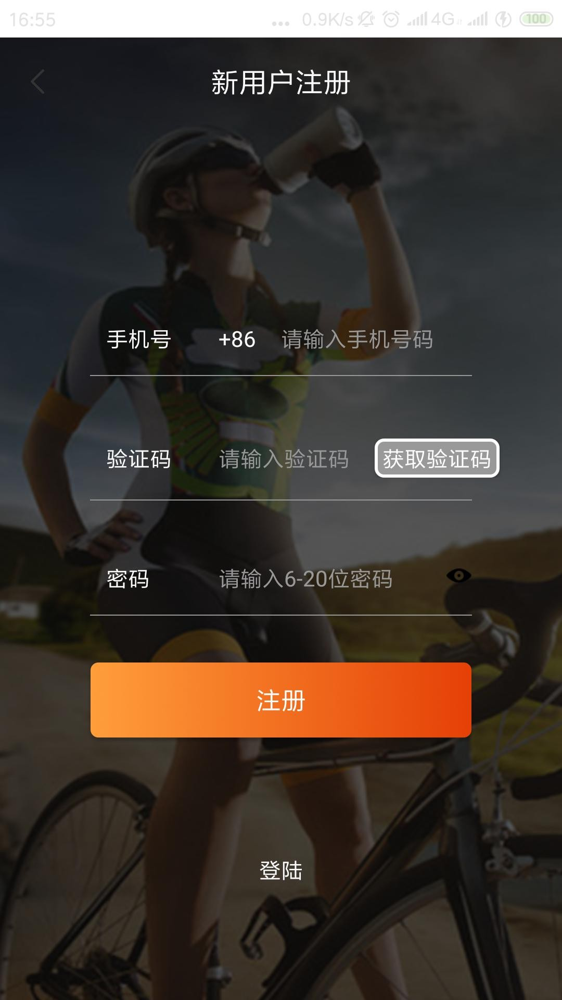 16:55 ... 0.9K/s 4G 100
新用户注册
手机号 +86 请输入手机号码
验证码 请输入验证码 获取验证码
密码 请输入6-20位密码
注册
登陆